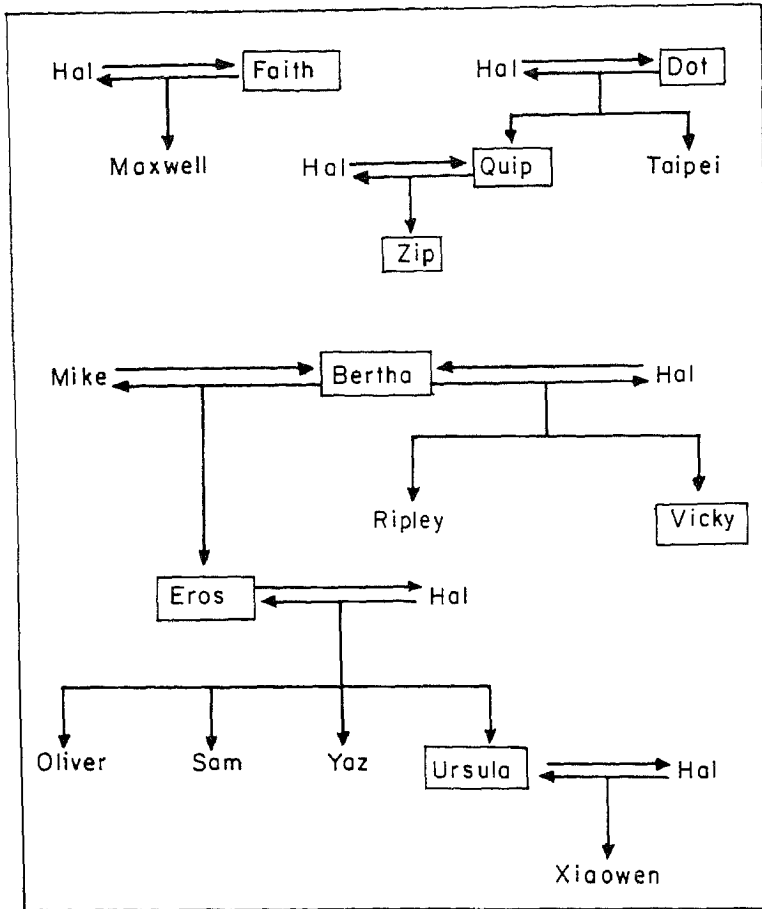 Hal Faith Hal Dot
Maxwell Hal Quip Taipei
Zip
Mike Bertha Hal
Ripley Vicky
Eros Hal
Oliver Sam Yaz Ursula Hal
Xiaowen